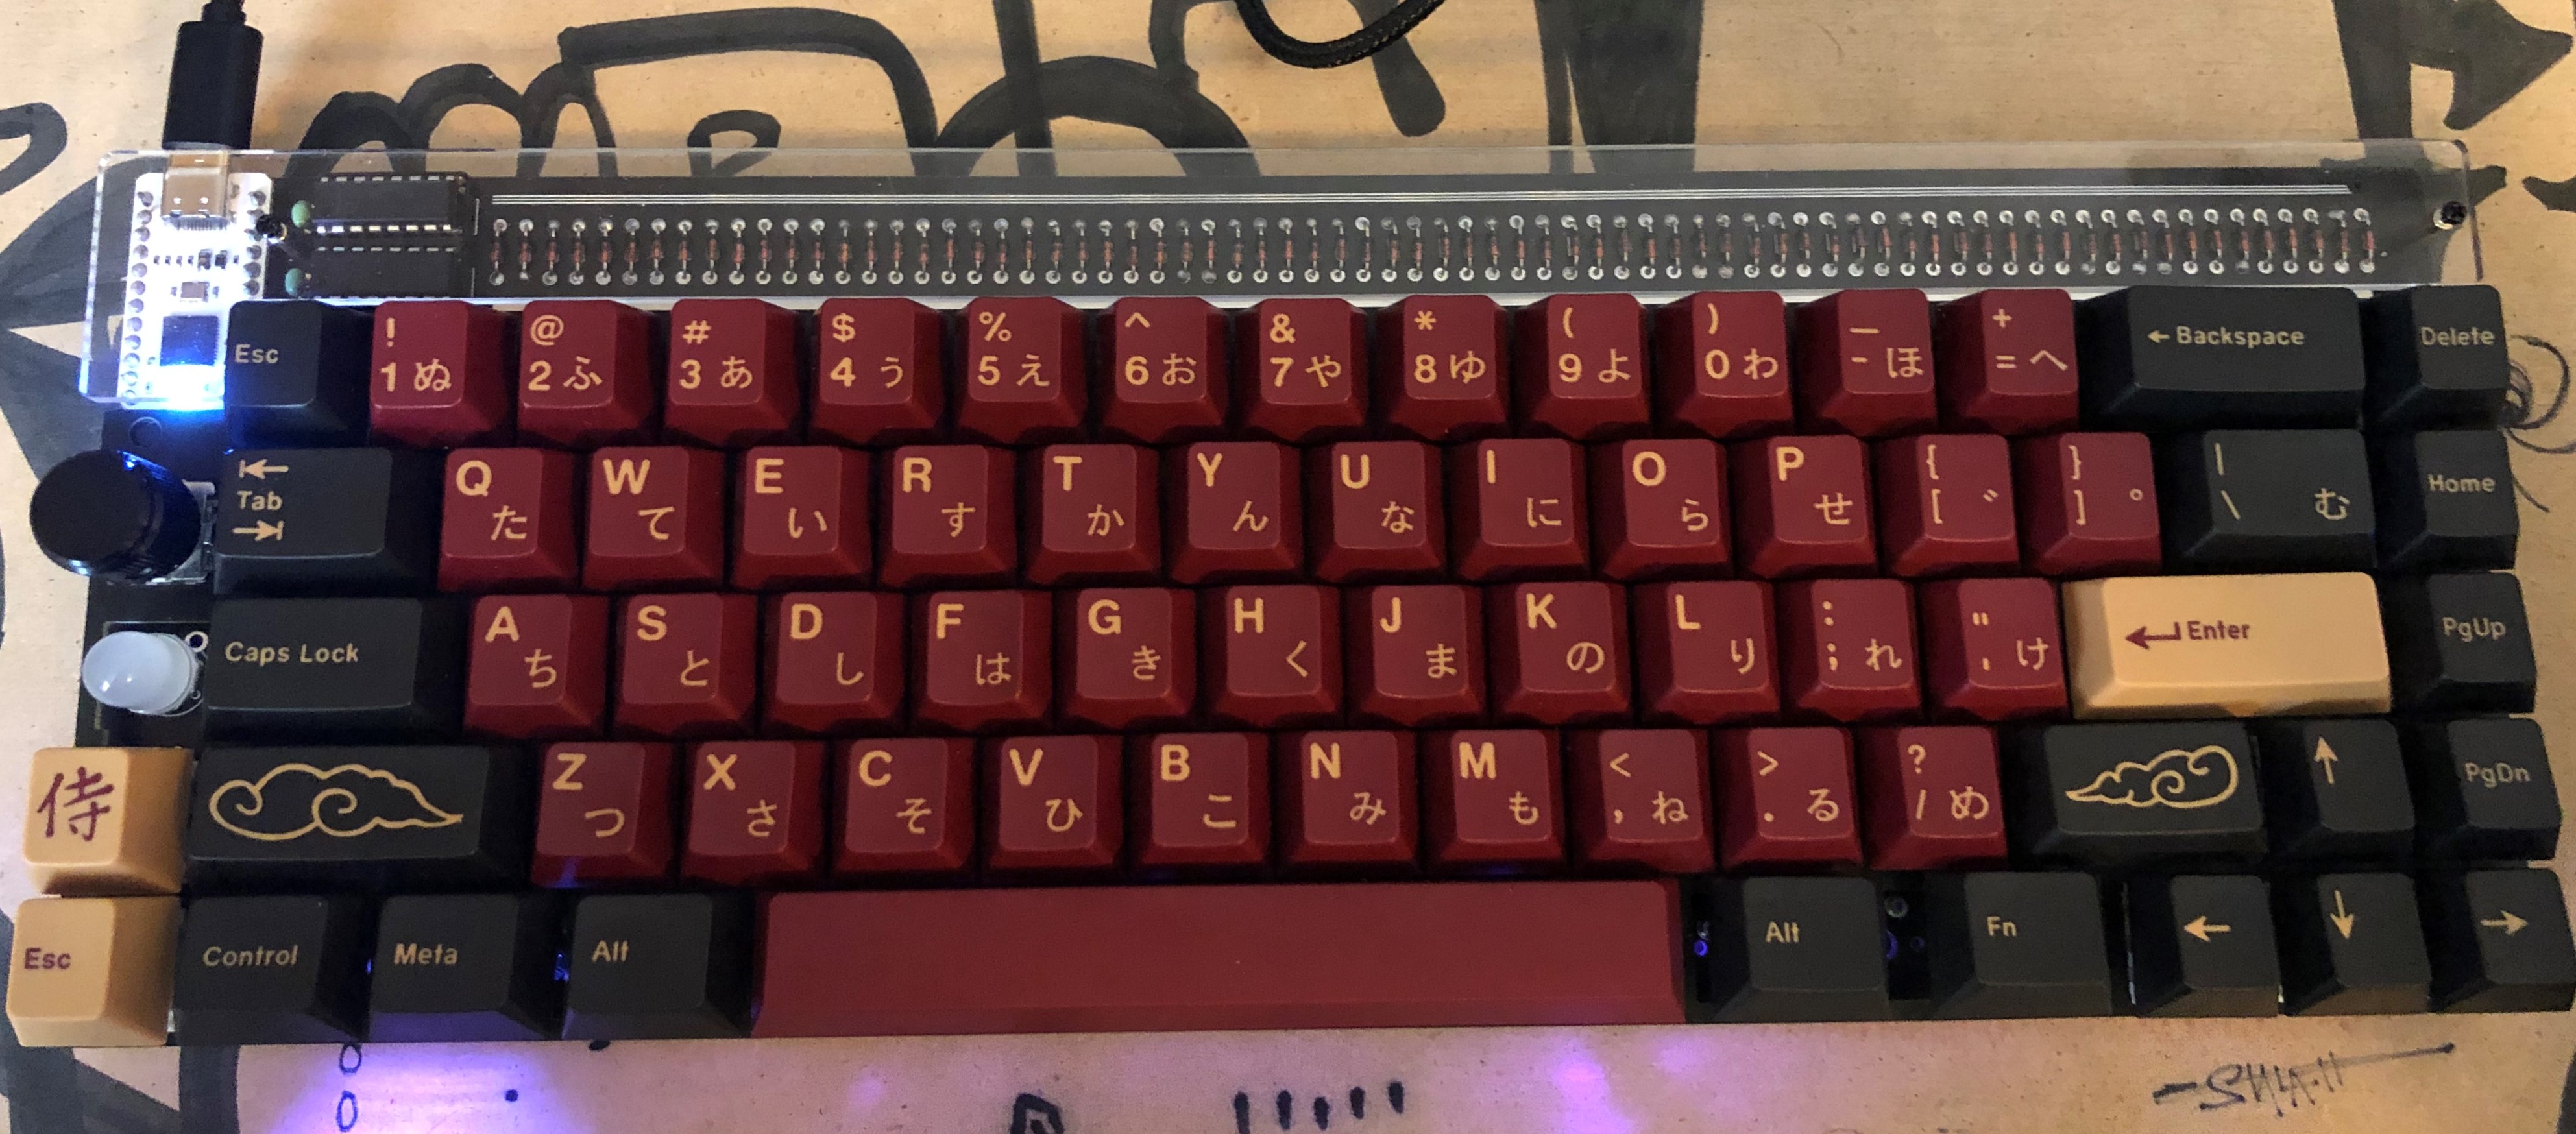 Esc ! 1 ぬ @ 2 ふ # 3 あ $ 4 う % 5 え ^ 6 お & 7 や * 8 ゆ ( 9 よ ) 0 わ _ - ほ + = へ ← Backspace Delete
Tab Q た W て E い R す T か Y ん U な I に O ら P せ { [ ゛ } ] ゜ | \ む Home
Caps Lock A ち S と D し F は G き H く J ま K の L り : ; れ " ' け Enter PgUp
侍 Z つ X さ C そ V ひ B こ N み M も < , ね > . る ? / め ↑ PgDn
Esc Control Meta Alt Alt Fn ← ↓ →